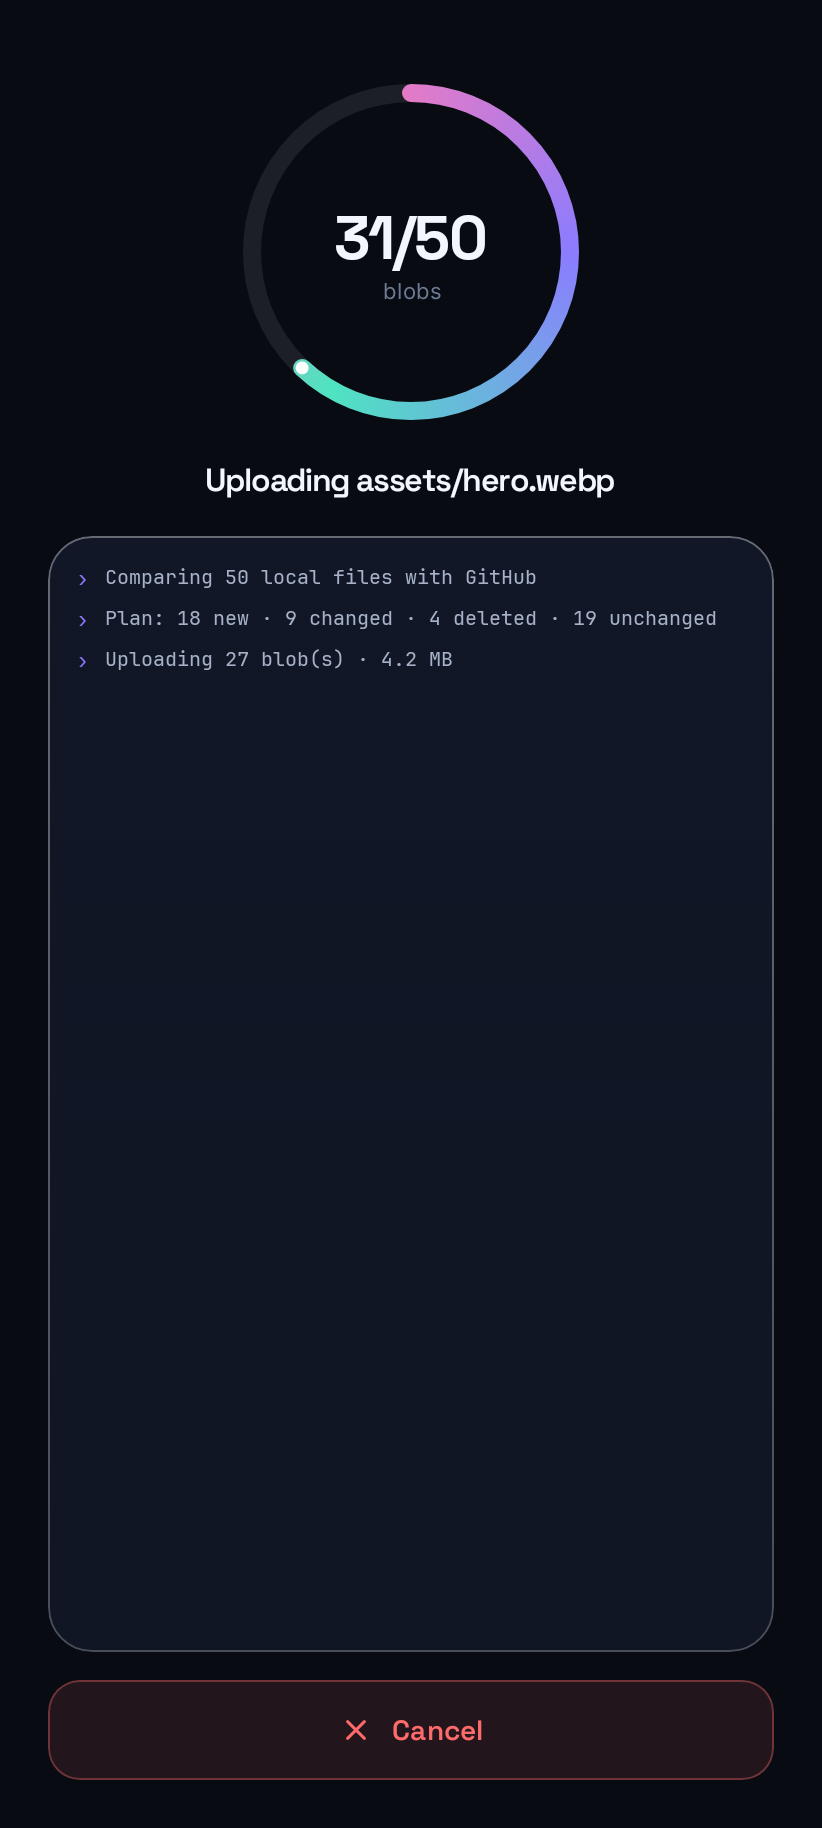 31/50
blobs
Uploading assets/hero.webp
› Comparing 50 local files with GitHub
› Plan: 18 new · 9 changed · 4 deleted · 19 unchanged
› Uploading 27 blob(s) · 4.2 MB
Cancel